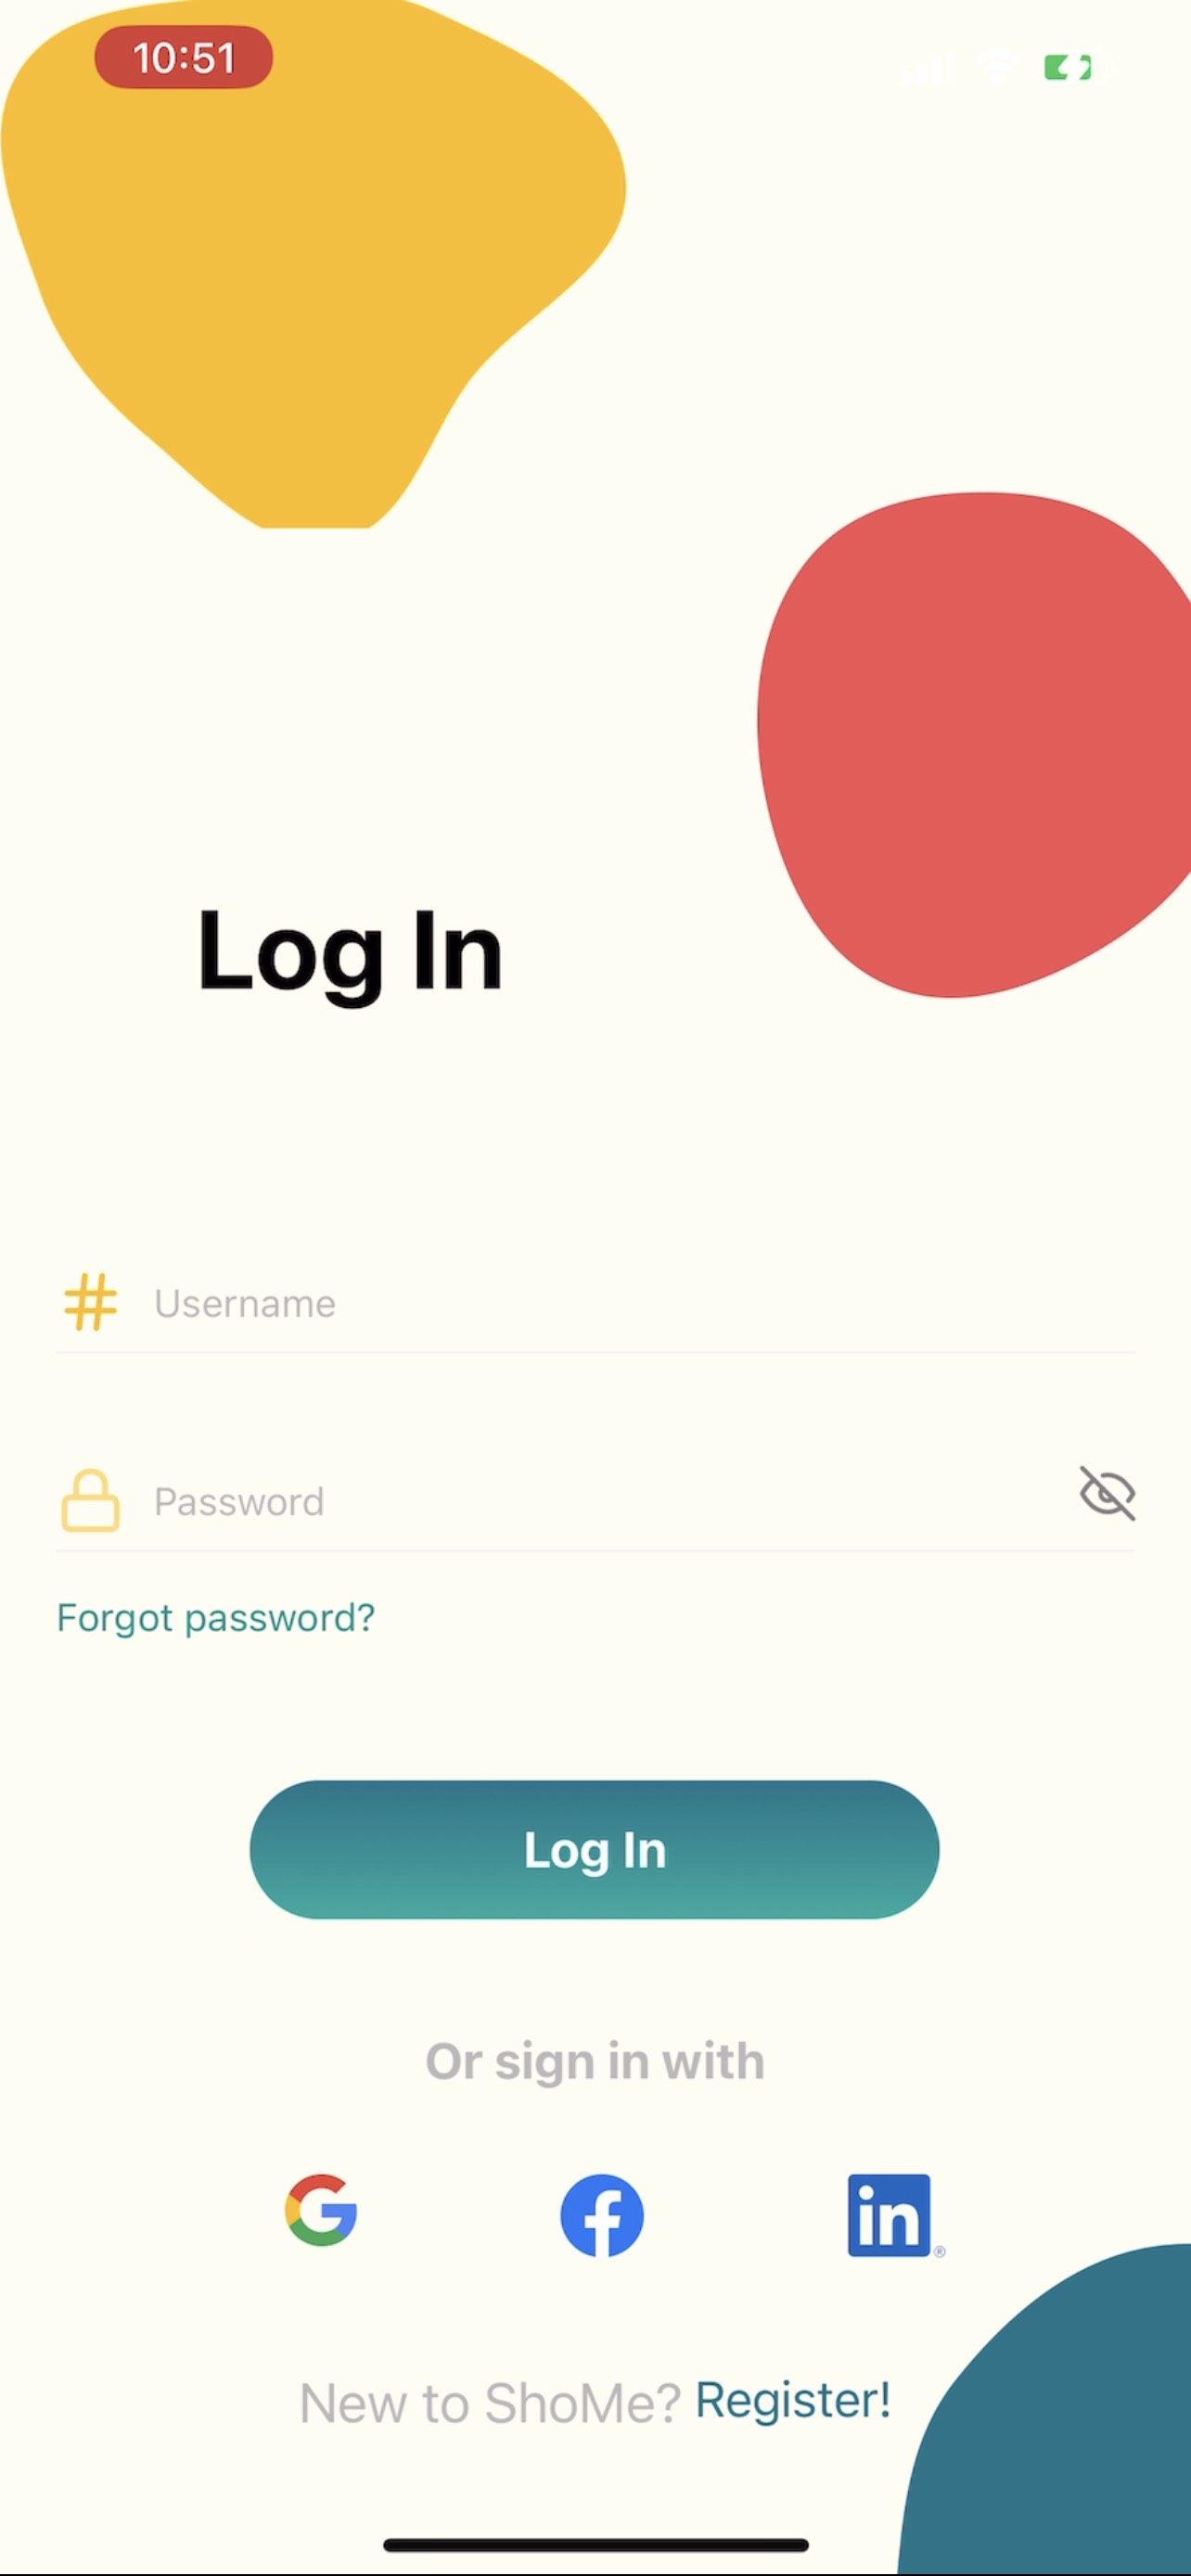 10:51
Log In
Username
Password
Forgot password?
Log In
Or sign in with
G
f
in®
New to ShoMe? Register!